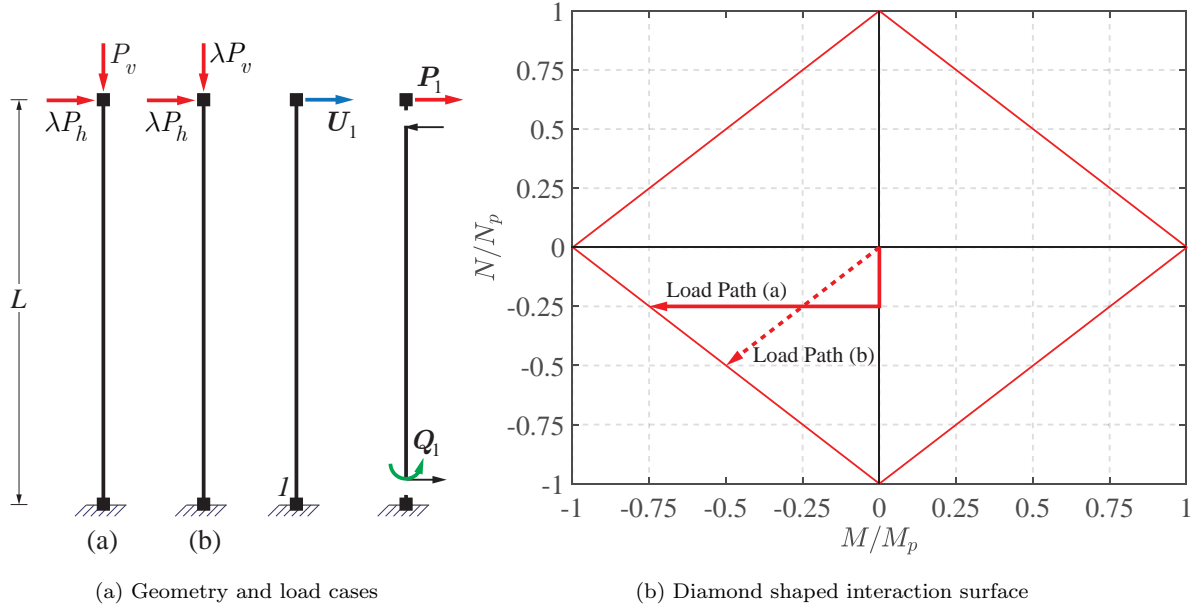 P_v
λP_v
λP_h
λP_h
U_1
P_1
L
Q_1
1
(a)
(b)
(a) Geometry and load cases
1
0.75
0.5
0.25
0
-0.25
-0.5
-0.75
-1
N/N_p
Load Path (a)
Load Path (b)
-1 -0.75 -0.5 -0.25 0 0.25 0.5 0.75 1
M/M_p
(b) Diamond shaped interaction surface